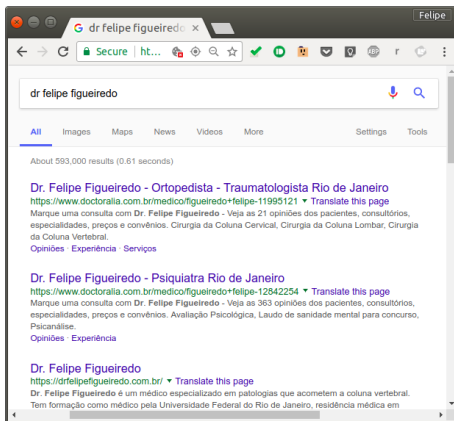 Felipe
dr felipe figueiredo
Secure
ht...
ABP
r
dr felipe figueiredo
All Images Maps News Videos More Settings Tools
About 593,000 results (0.61 seconds)
Dr. Felipe Figueiredo - Ortopedista - Traumatologista Rio de Janeiro
https://www.doctoralia.com.br/medico/figueiredo+felipe-11995121 Translate this page
Marque uma consulta com Dr. Felipe Figueiredo - Veja as 21 opiniões dos pacientes, consultórios,
especialidades, preços e convênios. Cirurgia da Coluna Cervical, Cirurgia da Coluna Lombar, Cirurgia
da Coluna Vertebral.
Opiniões · Experiência · Serviços
Dr. Felipe Figueiredo - Psiquiatra Rio de Janeiro
https://www.doctoralia.com.br/medico/figueiredo+felipe-12842254 Translate this page
Marque uma consulta com Dr. Felipe Figueiredo - Veja as 363 opiniões dos pacientes, consultórios,
especialidades, preços e convênios. Avaliação Psicológica, Laudo de sanidade mental para concurso,
Psicanálise.
Opiniões · Experiência
Dr. Felipe Figueiredo
https://drfelipefigueiredo.com.br/ Translate this page
Dr. Felipe Figueiredo é um médico especializado em patologias que acometem a coluna vertebral.
Tem formação como médico pela Universidade Federal do Rio de Janeiro, residência médica em